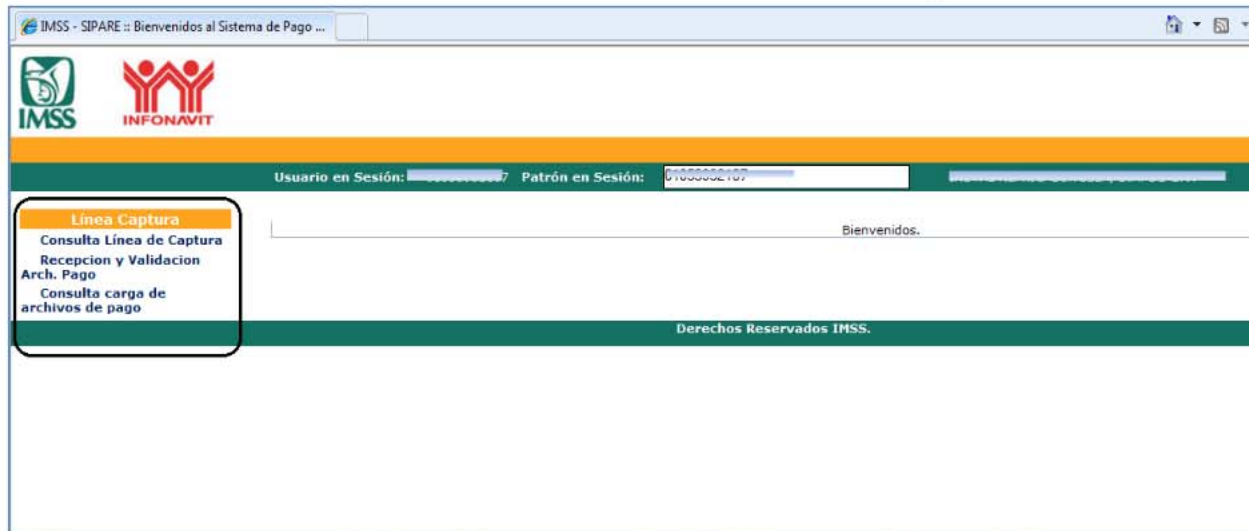 IMSS - SIPARE :: Bienvenidos al Sistema de Pago ...
IMSS
INFONAVIT
Usuario en Sesión: Patrón en Sesión:
Línea Captura
Consulta Línea de Captura
Recepcion y Validacion
Arch. Pago
Consulta carga de
archivos de pago
Bienvenidos.
Derechos Reservados IMSS.